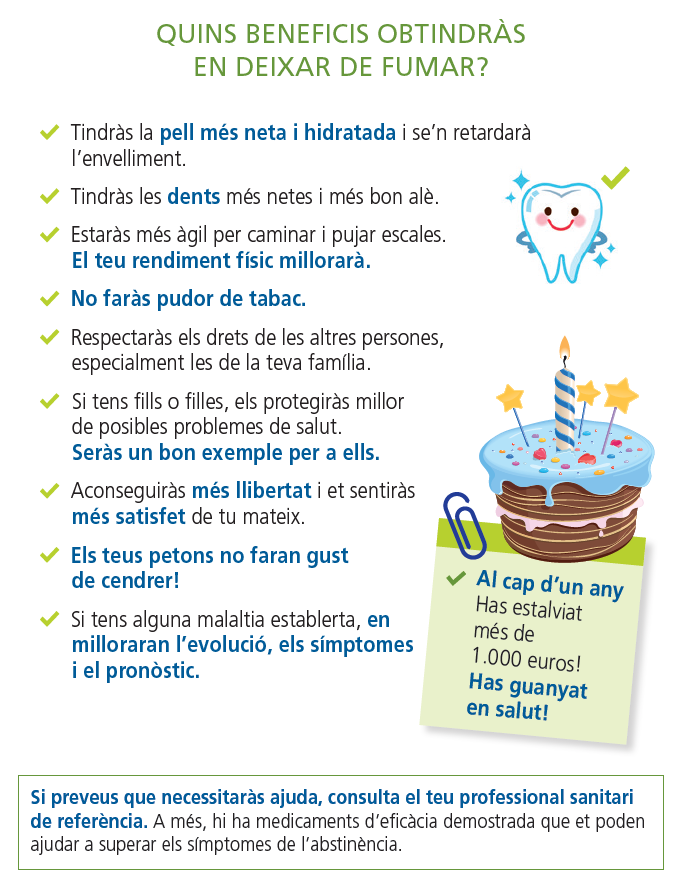 QUINS BENEFICIS OBTINDRÀS
EN DEIXAR DE FUMAR?
Tindràs la pell més neta i hidratada i se’n retardarà
l’envelliment.
Tindràs les dents més netes i més bon alè.
Estaràs més àgil per caminar i pujar escales.
El teu rendiment físic millorarà.
No faràs pudor de tabac.
Respectaràs els drets de les altres persones,
especialment les de la teva família.
Si tens fills o filles, els protegiràs millor
de posibles problemes de salut.
Seràs un bon exemple per a ells.
Aconseguiràs més llibertat i et sentiràs
més satisfet de tu mateix.
Els teus petons no faran gust
de cendrer!
Si tens alguna malaltia establerta, en
milloraran l’evolució, els símptomes
i el pronòstic.
Al cap d’un any
Has estalviat
més de
1.000 euros!
Has guanyat
en salut!
Si preveus que necessitaràs ajuda, consulta el teu professional sanitari
de referència. A més, hi ha medicaments d’eficàcia demostrada que et poden
ajudar a superar els símptomes de l’abstinència.